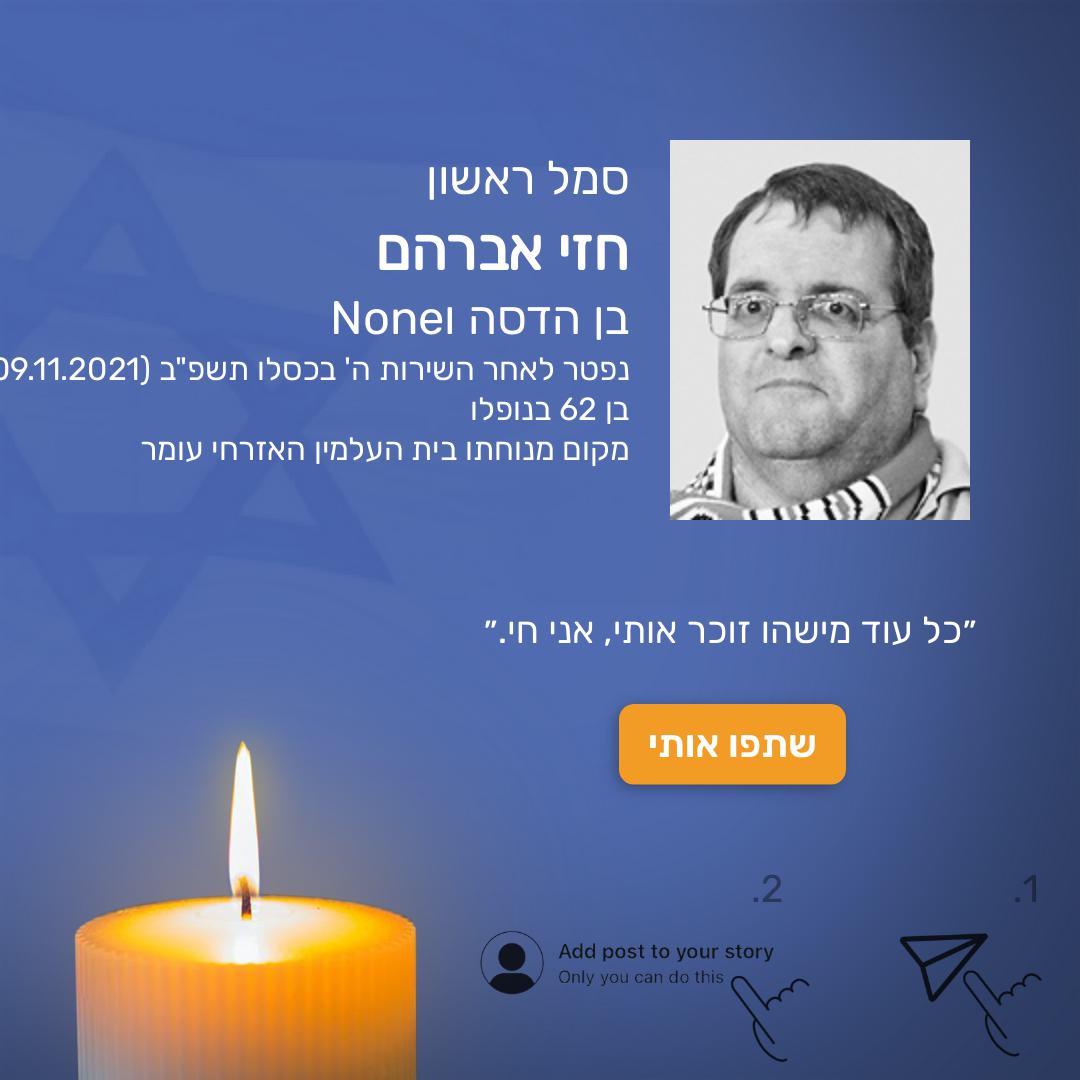 סמל ראשון
חזי אברהם
בן הדסה וNone
נפטר לאחר השירות ה' בכסלו תשפ"ב (09.11.2021
בן 62 בנופלו
מקום מנוחתו בית העלמין האזרחי עומר
״כל עוד מישהו זוכר אותי, אני חי.״
שתפו אותי
.1
.2
Add post to your story
Only you can do this